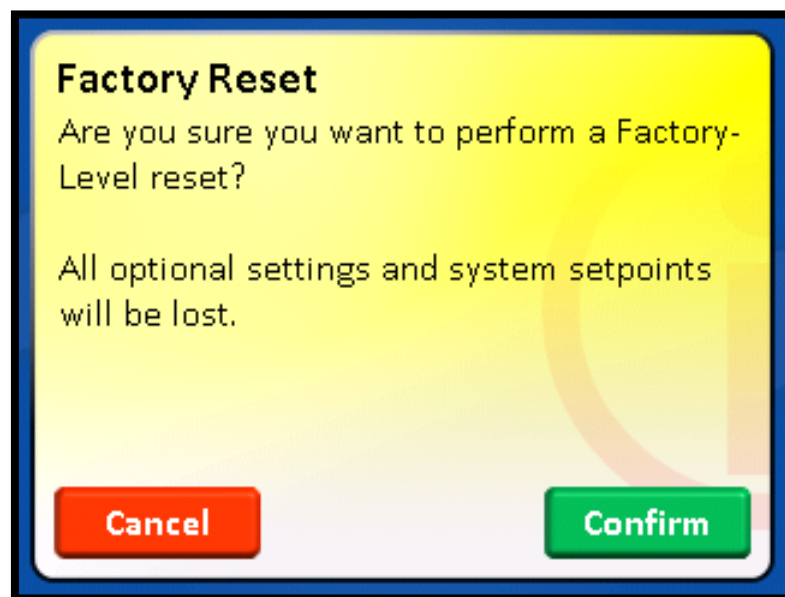 Factory Reset
Are you sure you want to perform a Factory-
Level reset?
All optional settings and system setpoints
will be lost.
Cancel
Confirm